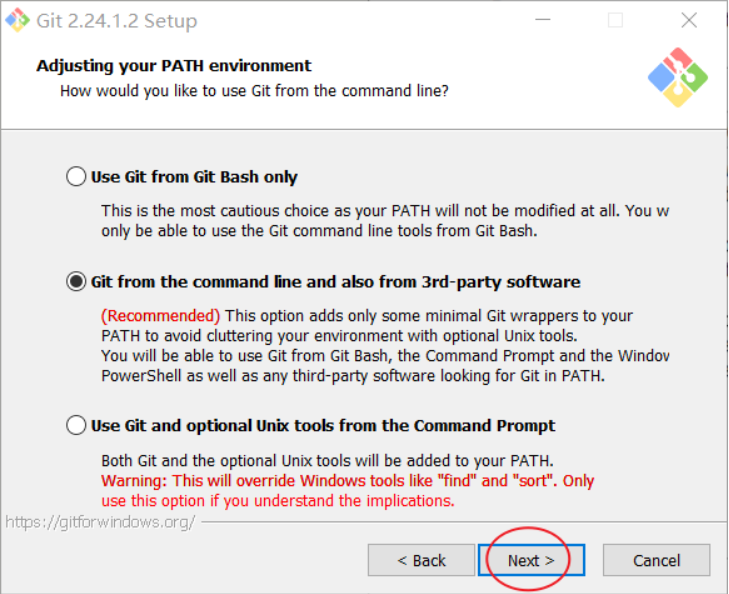 Git 2.24.1.2 Setup
Adjusting your PATH environment
How would you like to use Git from the command line?
Use Git from Git Bash only
This is the most cautious choice as your PATH will not be modified at all. You w
only be able to use the Git command line tools from Git Bash.
Git from the command line and also from 3rd-party software
(Recommended) This option adds only some minimal Git wrappers to your
PATH to avoid cluttering your environment with optional Unix tools.
You will be able to use Git from Git Bash, the Command Prompt and the Window
PowerShell as well as any third-party software looking for Git in PATH.
Use Git and optional Unix tools from the Command Prompt
Both Git and the optional Unix tools will be added to your PATH.
Warning: This will override Windows tools like "find" and "sort". Only
use this option if you understand the implications.
https://gitforwindows.org/
< Back
Next >
Cancel